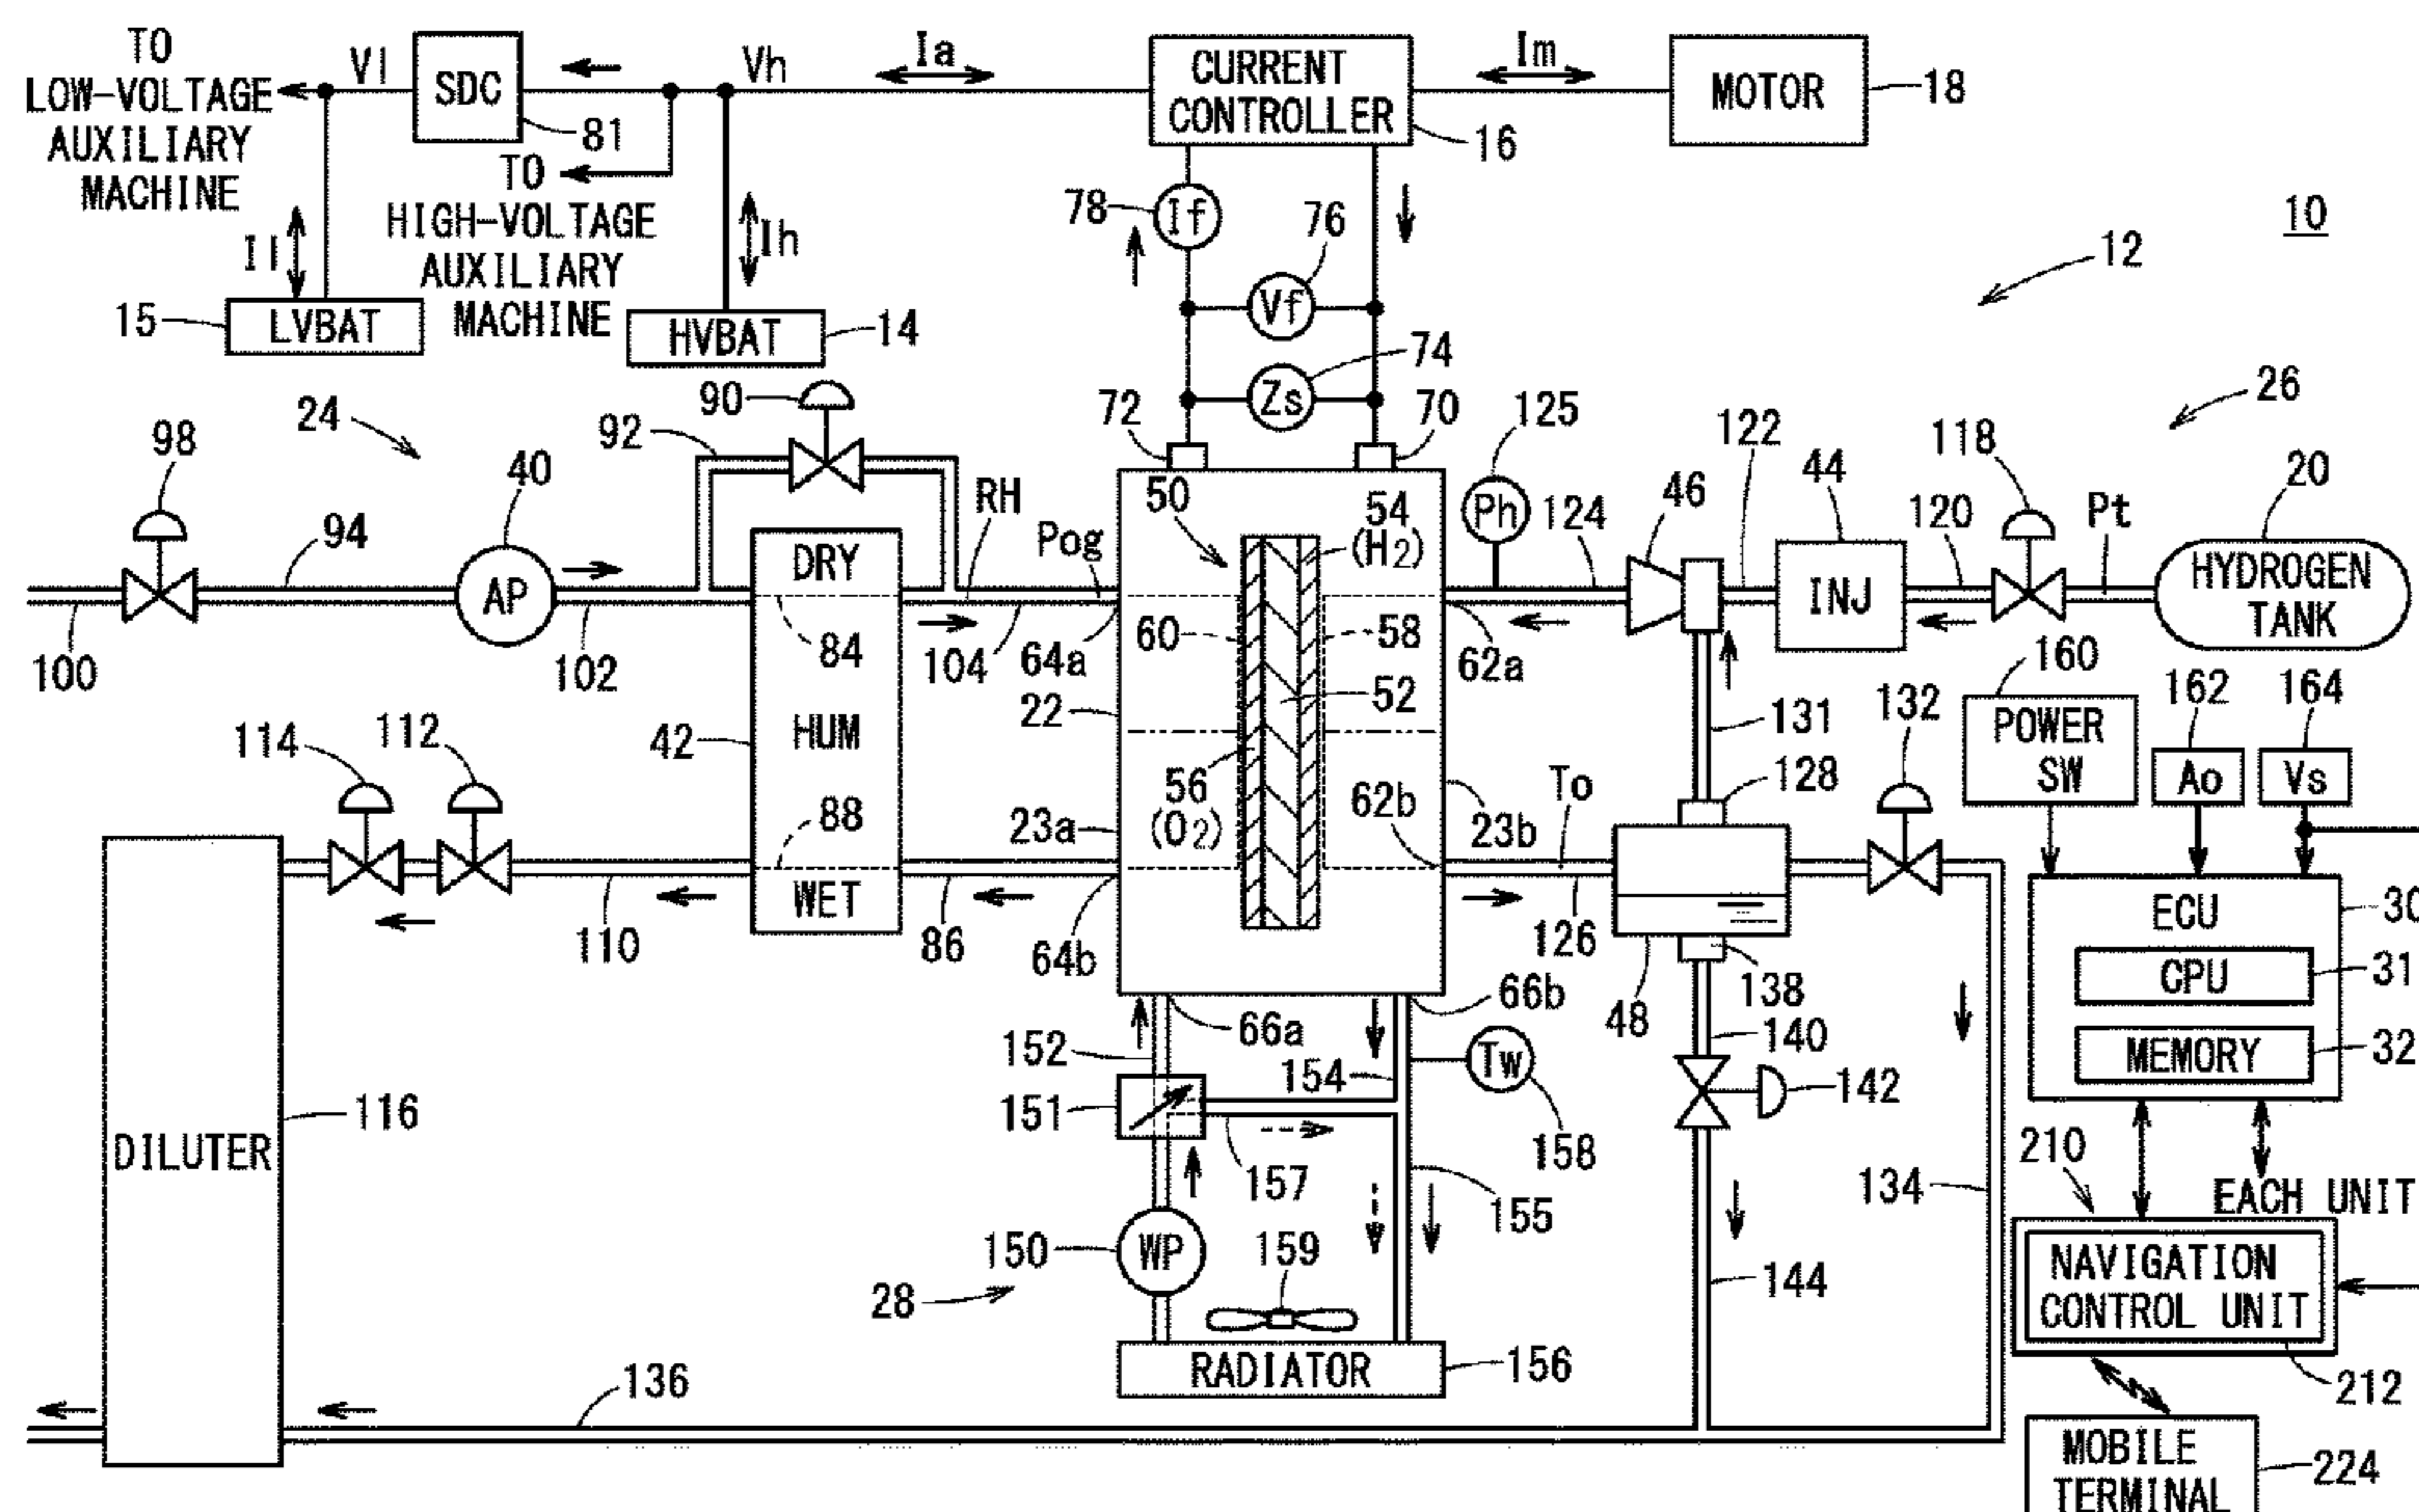 TO
LOW-VOLTAGE
AUXILIARY
MACHINE
Vl
SDC
81
Vh
Ia
CURRENT
CONTROLLER
16
Im
MOTOR
18
TO
HIGH-VOLTAGE
AUXILIARY
MACHINE
Il
15
LVBAT
Ih
HVBAT
14
78
If
76
Vf
74
Zs
72
70
10
12
26
24
98
94
100
40
AP
102
92
90
DRY
84
HUM
42
88
WET
RH
Pog
104
64a
22
23a
64b
50
54
(H2)
60
58
52
56
(O2)
62a
62b
23b
125
Ph
124
46
122
44
INJ
120
118
Pt
20
HYDROGEN
TANK
131
128
To
126
48
138
140
142
144
132
134
160
POWER
SW
162
Ao
164
Vs
ECU
30
CPU
31
MEMORY
32
EACH UNIT
210
NAVIGATION
CONTROL UNIT
212
MOBILE
TERMINAL
224
114
112
110
86
DILUTER
116
136
66a
66b
152
151
154
157
Tw
158
155
150
WP
28
159
RADIATOR
156